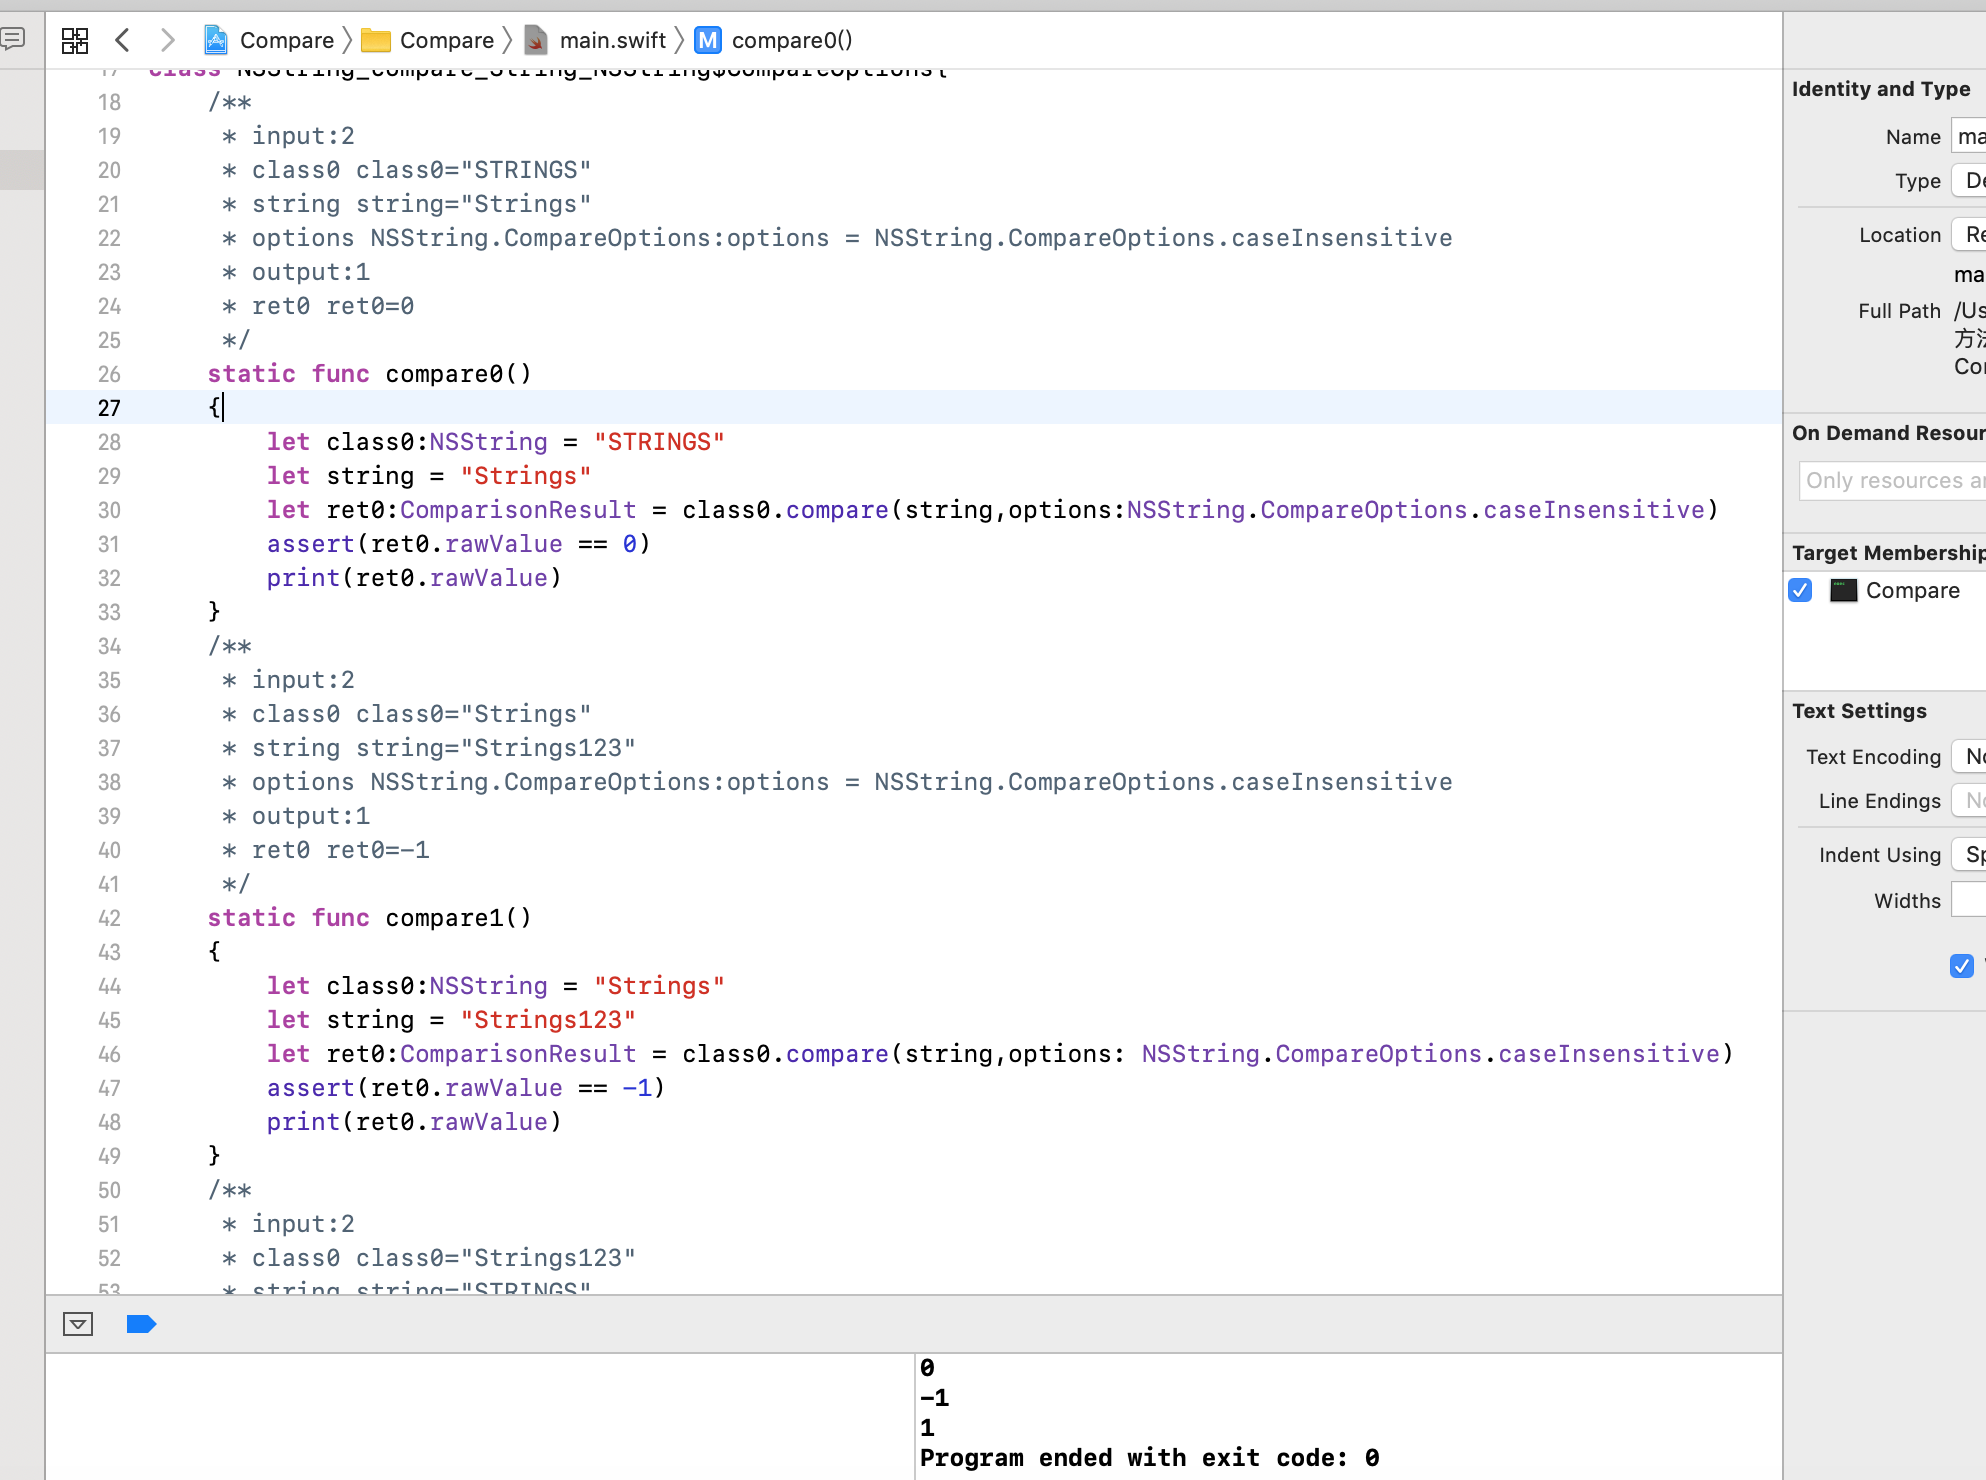 Compare 〉 Compare 〉 main.swift 〉 M compare0()
18 /**
19 * input:2
20 * class0 class0="STRINGS"
21 * string string="Strings"
22 * options NSString.CompareOptions:options = NSString.CompareOptions.caseInsensitive
23 * output:1
24 * ret0 ret0=0
25 */
26 static func compare0()
27 {
28 let class0:NSString = "STRINGS"
29 let string = "Strings"
30 let ret0:ComparisonResult = class0.compare(string,options:NSString.CompareOptions.caseInsensitive)
31 assert(ret0.rawValue == 0)
32 print(ret0.rawValue)
33 }
34 /**
35 * input:2
36 * class0 class0="Strings"
37 * string string="Strings123"
38 * options NSString.CompareOptions:options = NSString.CompareOptions.caseInsensitive
39 * output:1
40 * ret0 ret0=-1
41 */
42 static func compare1()
43 {
44 let class0:NSString = "Strings"
45 let string = "Strings123"
46 let ret0:ComparisonResult = class0.compare(string,options: NSString.CompareOptions.caseInsensitive)
47 assert(ret0.rawValue == -1)
48 print(ret0.rawValue)
49 }
50 /**
51 * input:2
52 * class0 class0="Strings123"
53 * string string="STRINGS"
0
-1
1
Program ended with exit code: 0
Identity and Type
Name ma
Type De
Location Re
ma
Full Path /Us
方法
Con
On Demand Resour
Only resources a
Target Membership
Compare
Text Settings
Text Encoding No
Line Endings No
Indent Using Sp
Widths